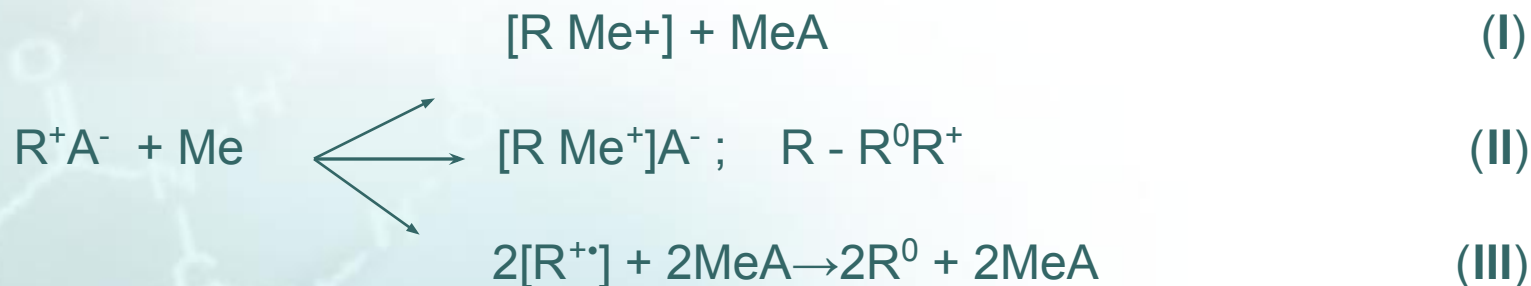 [R Me+] + MeA (I)
R⁺A⁻ + Me [R Me⁺]A⁻ ; R - R⁰R⁺ (II)
2[R⁺•] + 2MeA→2R⁰ + 2MeA (III)